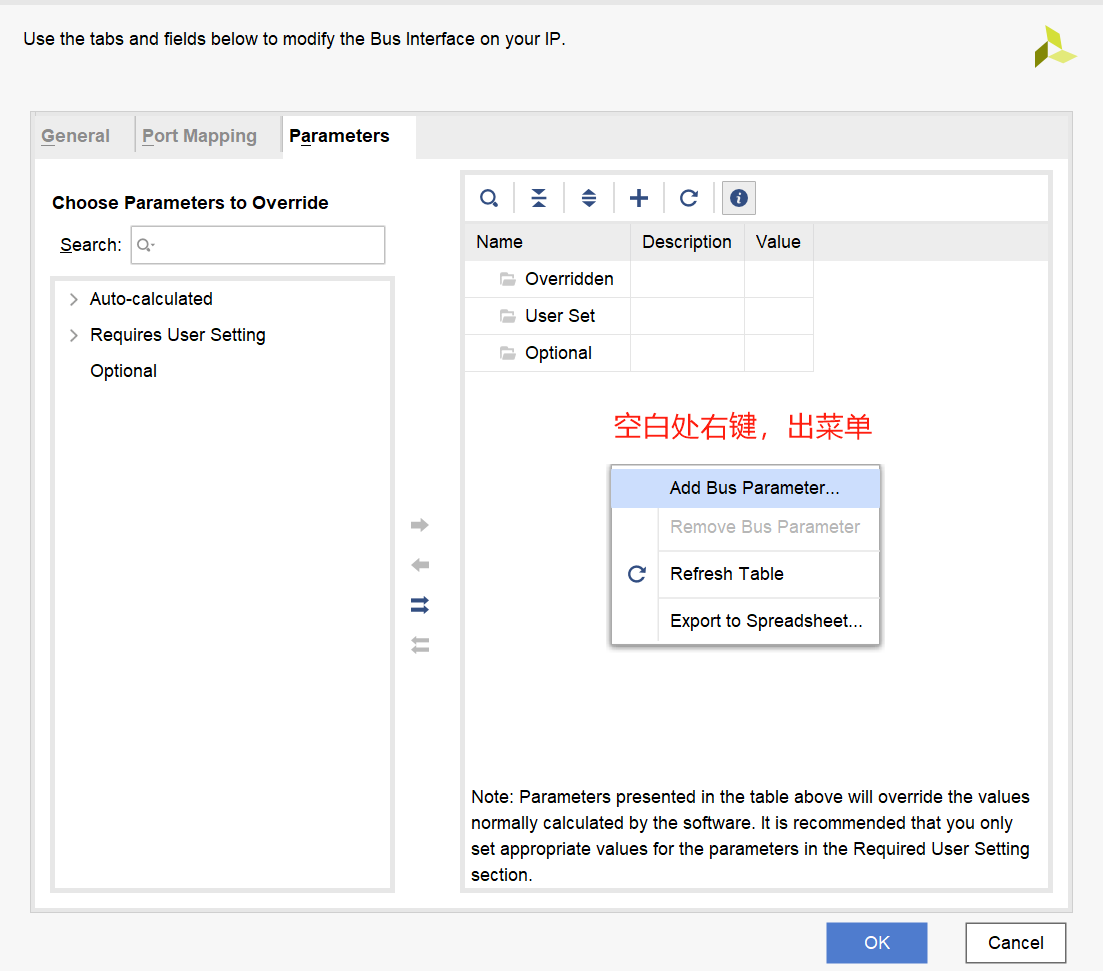 Use the tabs and fields below to modify the Bus Interface on your IP.
General
Port Mapping
Parameters
Choose Parameters to Override
Search:
Auto-calculated
Requires User Setting
Optional
Name
Description
Value
Overridden
User Set
Optional
空白处右键，出菜单
Add Bus Parameter...
Remove Bus Parameter
Refresh Table
Export to Spreadsheet...
Note: Parameters presented in the table above will override the values
normally calculated by the software. It is recommended that you only
set appropriate values for the parameters in the Required User Setting
section.
OK
Cancel